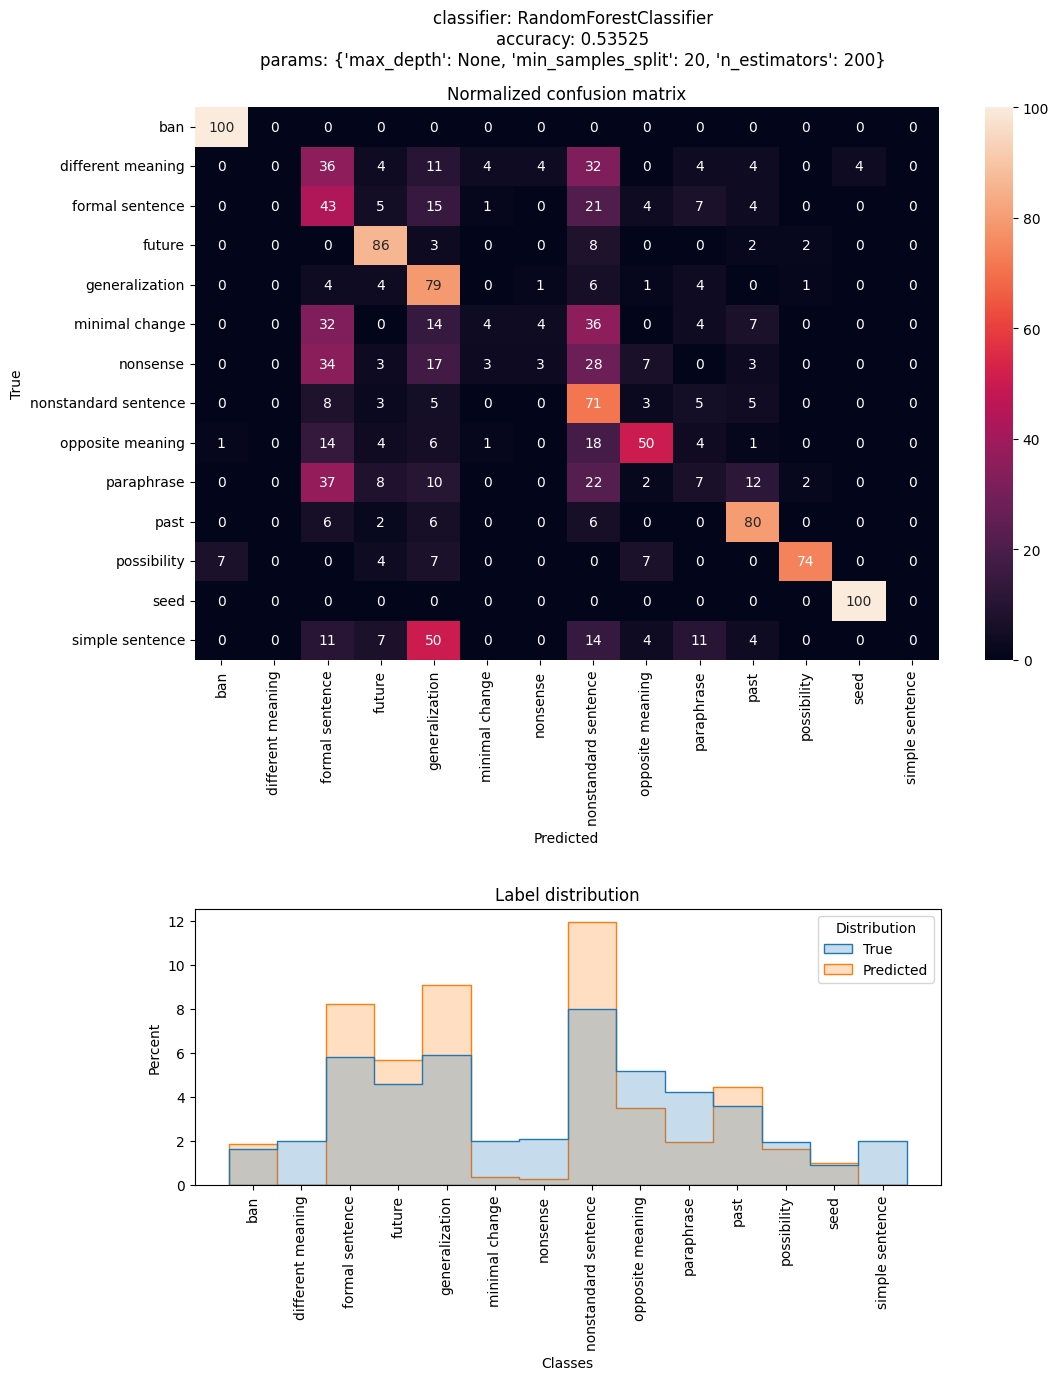 classifier: RandomForestClassifier
accuracy: 0.53525
params: {'max_depth': None, 'min_samples_split': 20, 'n_estimators': 200}
Normalized confusion matrix
True
ban 100 0 0 0 0 0 0 0 0 0 0 0 0 0
different meaning 0 0 36 4 11 4 4 32 0 4 4 0 4 0
formal sentence 0 0 43 5 15 1 0 21 4 7 4 0 0 0
future 0 0 0 86 3 0 0 8 0 0 2 2 0 0
generalization 0 0 4 4 79 0 1 6 1 4 0 1 0 0
minimal change 0 0 32 0 14 4 4 36 0 4 7 0 0 0
nonsense 0 0 34 3 17 3 3 28 7 0 3 0 0 0
nonstandard sentence 0 0 8 3 5 0 0 71 3 5 5 0 0 0
opposite meaning 1 0 14 4 6 1 0 18 50 4 1 0 0 0
paraphrase 0 0 37 8 10 0 0 22 2 7 12 2 0 0
past 0 0 6 2 6 0 0 6 0 0 80 0 0 0
possibility 7 0 0 4 7 0 0 0 7 0 0 74 0 0
seed 0 0 0 0 0 0 0 0 0 0 0 0 100 0
simple sentence 0 0 11 7 50 0 0 14 4 11 4 0 0 0
ban
different meaning
formal sentence
future
generalization
minimal change
nonsense
nonstandard sentence
opposite meaning
paraphrase
past
possibility
seed
simple sentence
Predicted
100
80
60
40
20
0
Label distribution
Percent
12
10
8
6
4
2
0
Distribution
True
Predicted
ban
different meaning
formal sentence
future
generalization
minimal change
nonsense
nonstandard sentence
opposite meaning
paraphrase
past
possibility
seed
simple sentence
Classes